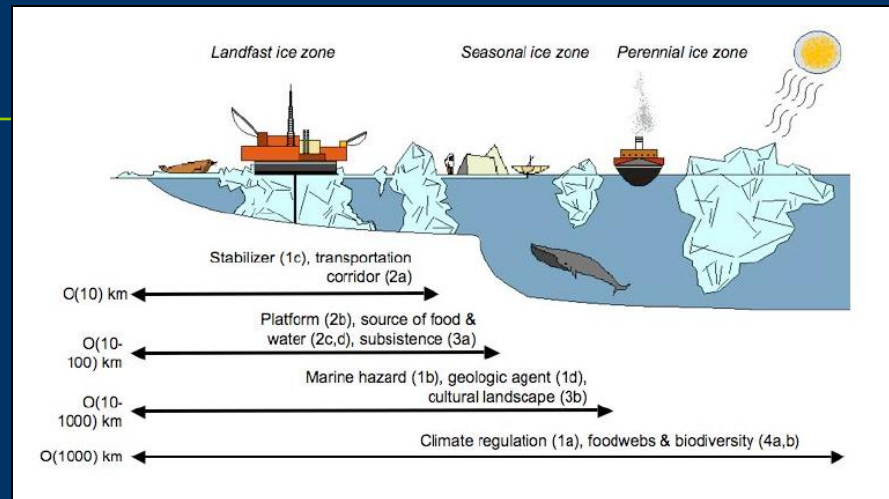 Landfast ice zone
Seasonal ice zone
Perennial ice zone
Stabilizer (1c), transportation
corridor (2a)
O(10) km
Platform (2b), source of food &
water (2c,d), subsistence (3a)
O(10-
100) km
Marine hazard (1b), geologic agent (1d),
cultural landscape (3b)
O(10-
1000) km
Climate regulation (1a), foodwebs & biodiversity (4a,b)
O(1000) km